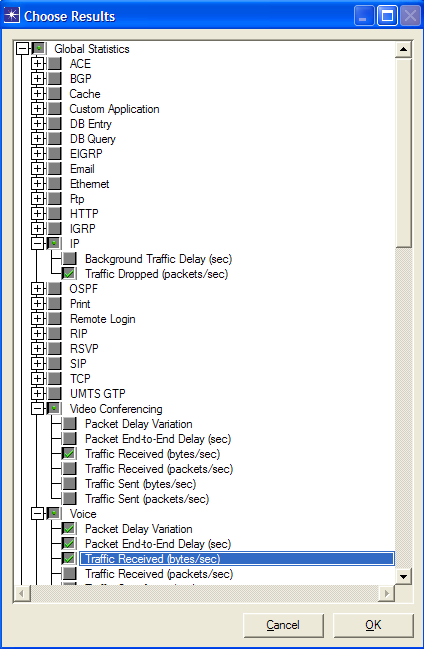 Choose Results
Global Statistics
ACE
BGP
Cache
Custom Application
DB Entry
DB Query
EIGRP
Email
Ethernet
Ftp
HTTP
IGRP
IP
Background Traffic Delay (sec)
Traffic Dropped (packets/sec)
OSPF
Print
Remote Login
RIP
RSVP
SIP
TCP
UMTS GTP
Video Conferencing
Packet Delay Variation
Packet End-to-End Delay (sec)
Traffic Received (bytes/sec)
Traffic Received (packets/sec)
Traffic Sent (bytes/sec)
Traffic Sent (packets/sec)
Voice
Packet Delay Variation
Packet End-to-End Delay (sec)
Traffic Received (bytes/sec)
Traffic Received (packets/sec)
Cancel OK